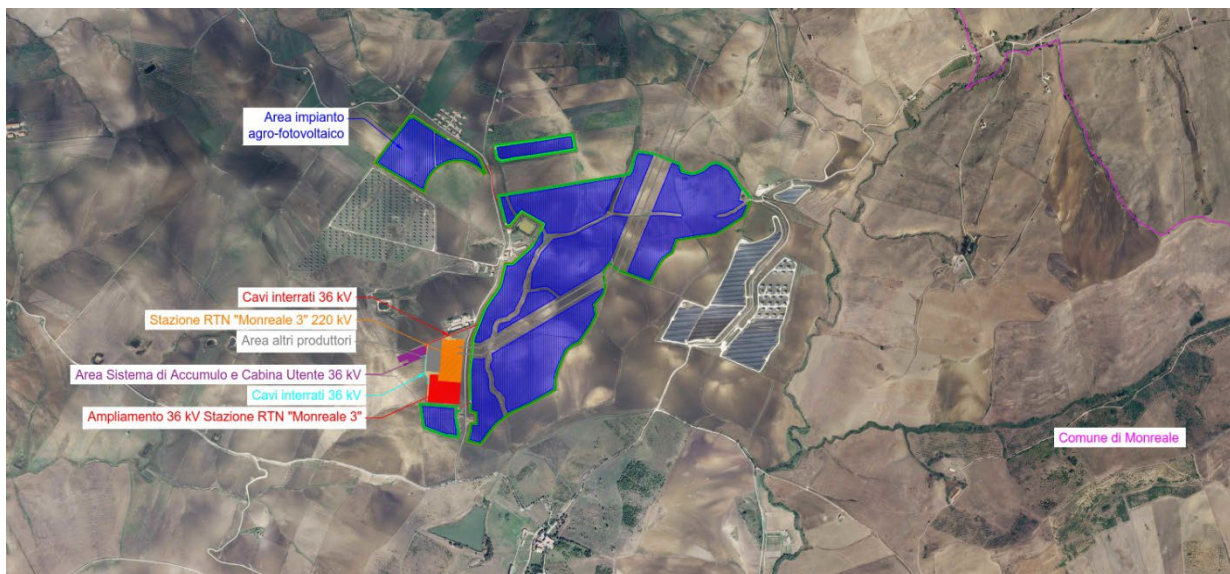 Area impianto
agro-fotovoltaico
Cavi interrati 36 kV
Stazione RTN "Monreale 3" 220 kV
Area altri produttori
Area Sistema di Accumulo e Cabina Utente 36 kV
Cavi interrati 36 kV
Ampliamento 36 kV Stazione RTN "Monreale 3"
Comune di Monreale